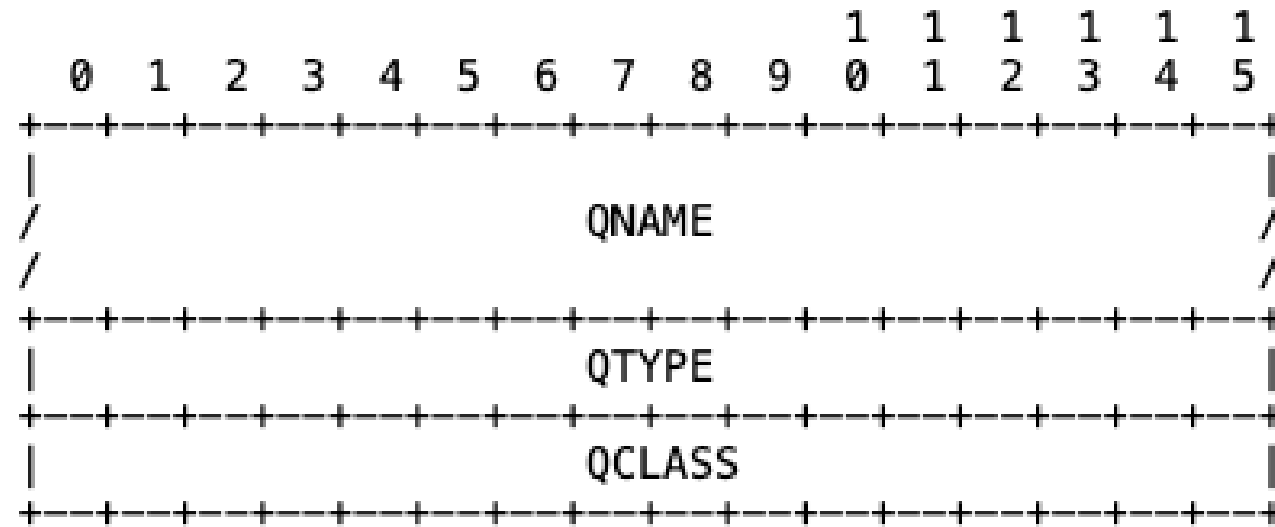 1  1  1  1  1  1
  0  1  2  3  4  5  6  7  8  9  0  1  2  3  4  5
+--+--+--+--+--+--+--+--+--+--+--+--+--+--+--+--+
|                                               |
/                     QNAME                     /
/                                               /
+--+--+--+--+--+--+--+--+--+--+--+--+--+--+--+--+
|                     QTYPE                     |
+--+--+--+--+--+--+--+--+--+--+--+--+--+--+--+--+
|                     QCLASS                    |
+--+--+--+--+--+--+--+--+--+--+--+--+--+--+--+--+